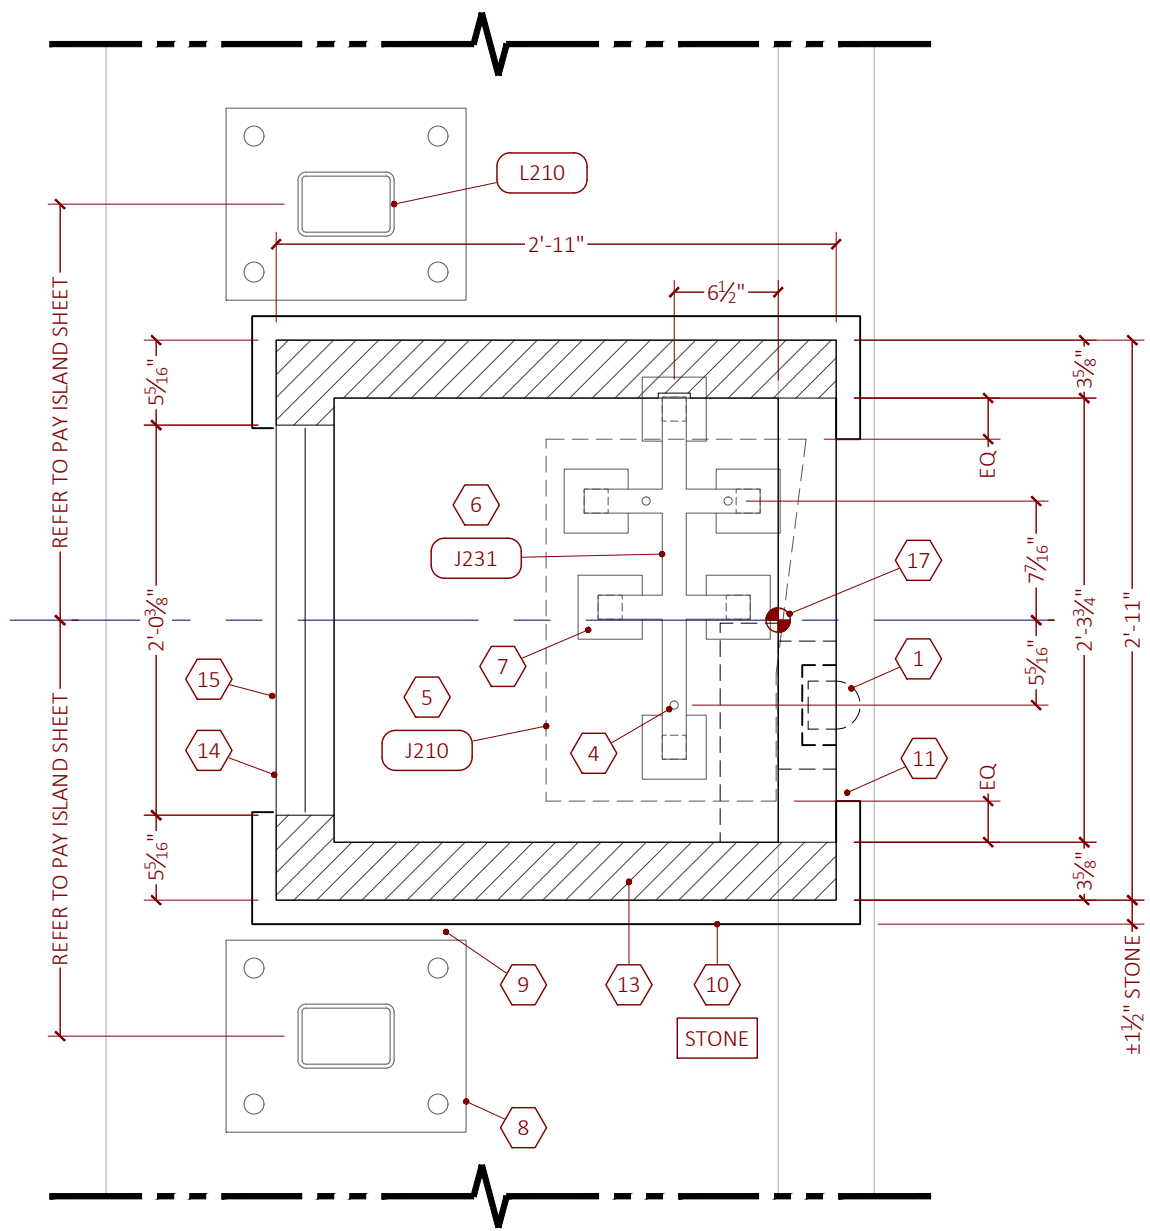 L210
2'-11"
6½"
REFER TO PAY ISLAND SHEET
5⁵⁄₁₆"
3⅝"
EQ
6
J231
17
7⁷⁄₁₆"
2'-0⅜"
2'-3¾"
2'-11"
15
7
1
5⁵⁄₁₆"
5
J210
14
4
11
EQ
REFER TO PAY ISLAND SHEET
5⁵⁄₁₆"
3⅝"
9
13
10
±1½" STONE
STONE
8